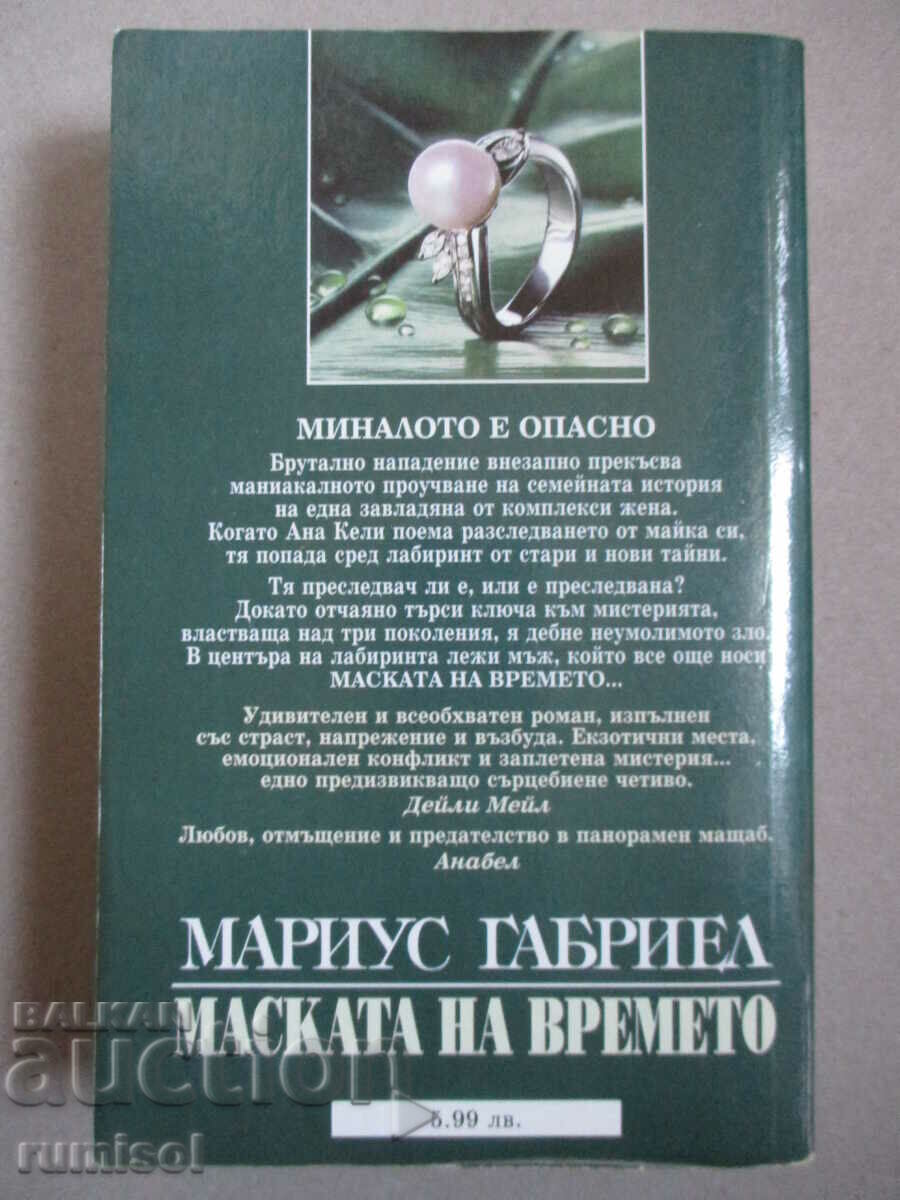 МИНАЛОТО Е ОПАСНО
Брутално нападение внезапно прекъсва
маниакалното проучване на семейната история
на една завладяна от комплекси жена.
Когато Ана Кели поема разследването от майка си,
тя попада сред лабиринт от стари и нови тайни.
Тя преследвач ли е, или е преследвана?
Докато отчаяно търси ключа към мистерията,
властваща над три поколения, я дебне неумолимото зло.
В центъра на лабиринта лежи мъж, който все още носи
МАСКАТА НА ВРЕМЕТО...
Удивителен и всеобхватен роман, изпълнен
със страст, напрежение и възбуда. Екзотични места,
емоционален конфликт и заплетена мистерия...
едно предизвикващо сърцебиене четиво.
Дейли Мейл
Любов, отмъщение и предателство в панорамен мащаб.
Анабел
МАРИУС ГАБРИЕЛ
МАСКАТА НА ВРЕМЕТО
BALKAN
auction
5.99 лв.
rumisol